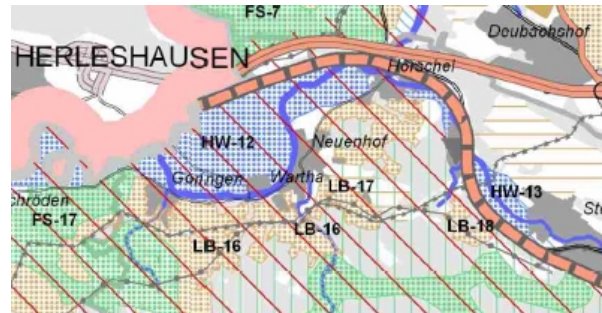 FS-7
Deubachshof
HERLESHAUSEN
Hörschel
HW-12
Neuenhof
Göringen
Wartha
LB-17
HW-13
FS-17
LB-16
LB-16
LB-18